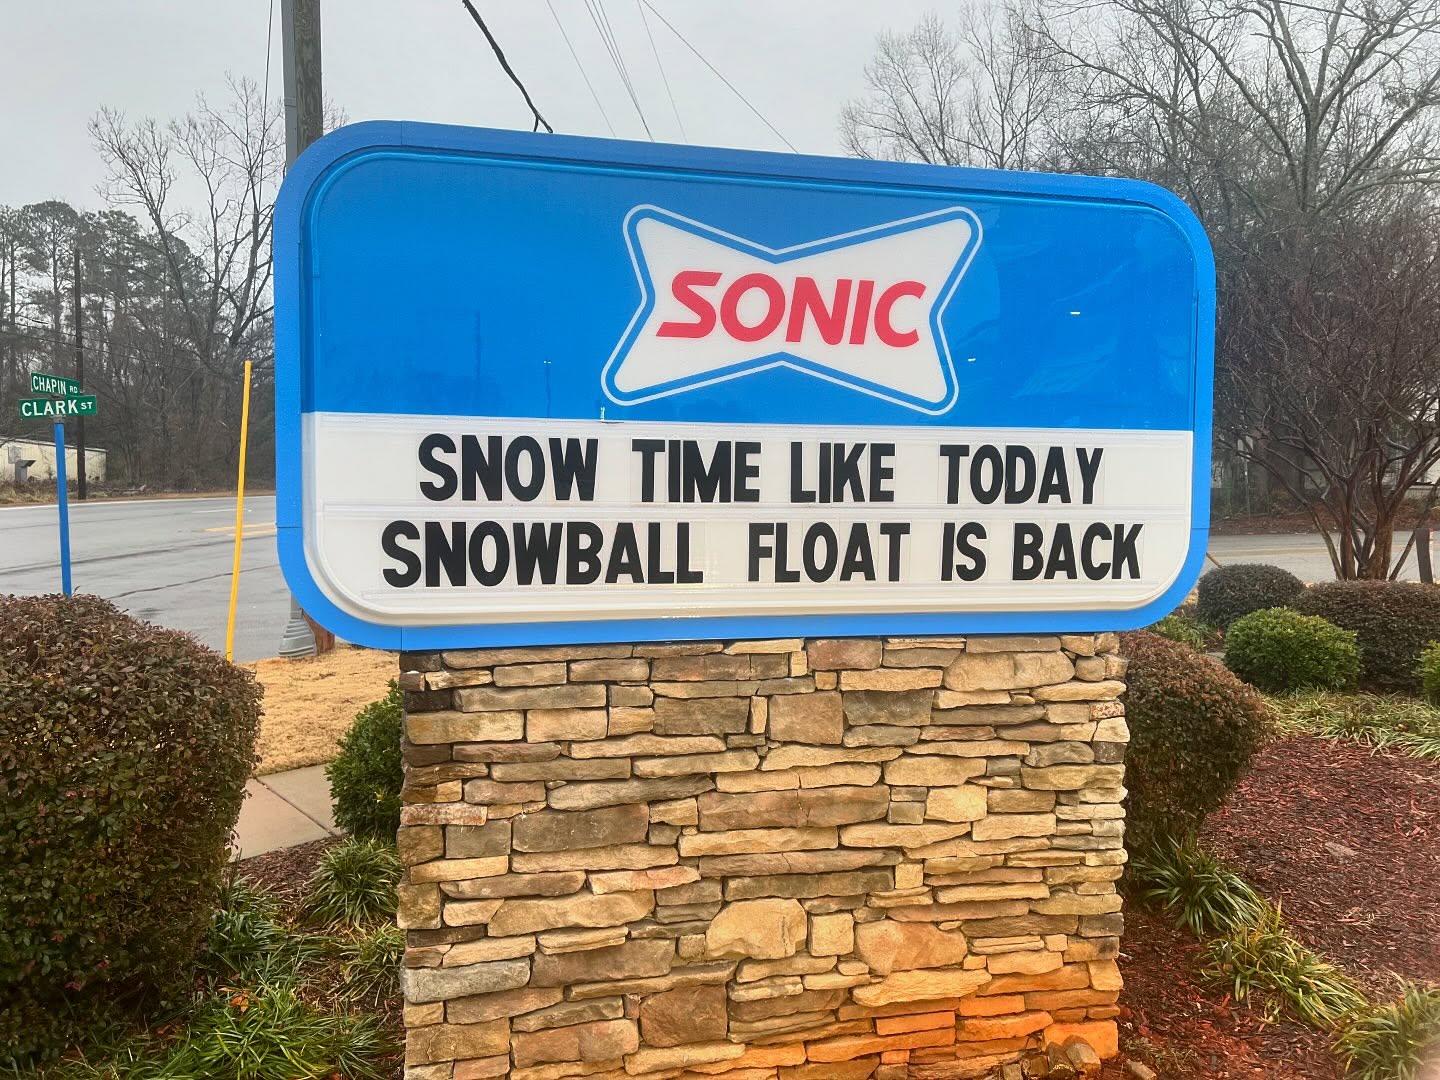 SONIC
SNOW TIME LIKE TODAY
SNOWBALL FLOAT IS BACK
CHAPIN RD
CLARK ST